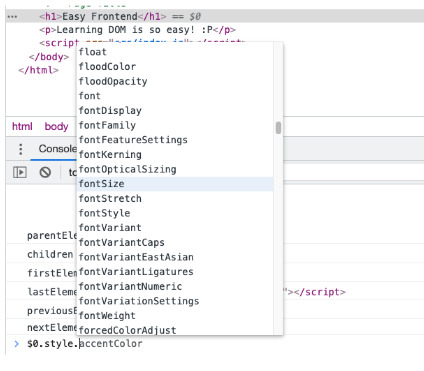 <h1>Easy Frontend</h1> == $0
<p>Learning DOM is so easy! :P</p>
<script
</body>
</html>
float
floodColor
floodOpacity
font
fontDisplay
fontFamily
fontFeatureSettings
fontKerning
fontOpticalSizing
fontSize
fontStretch
fontStyle
fontVariant
fontVariantCaps
fontVariantEastAsian
fontVariantLigatures
fontVariantNumeric
fontVariationSettings
fontWeight
forcedColorAdjust
html body
Console
parentEle
children
firstElem
lastEleme "></script>
previousE
nextEleme
> $0.style.accentColor